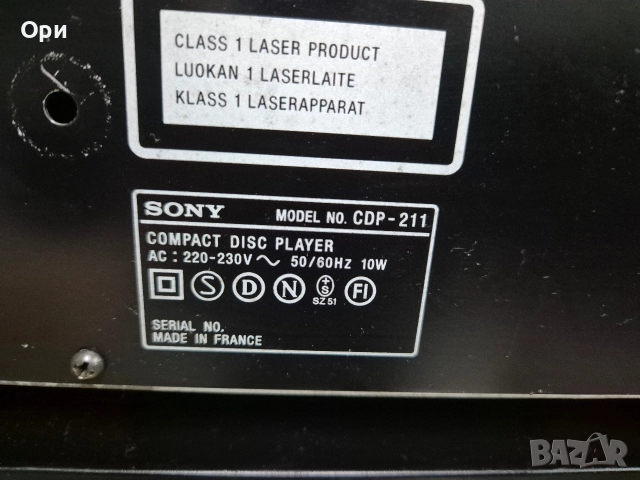 Ори
CLASS 1 LASER PRODUCT
LUOKAN 1 LASERLAITE
KLASS 1 LASERAPPARAT
SONY MODEL NO. CDP-211
COMPACT DISC PLAYER
AC : 220-230V ~ 50/60Hz 10W
S D N +S FI
SZ 51
SERIAL NO.
MADE IN FRANCE
BAZAR